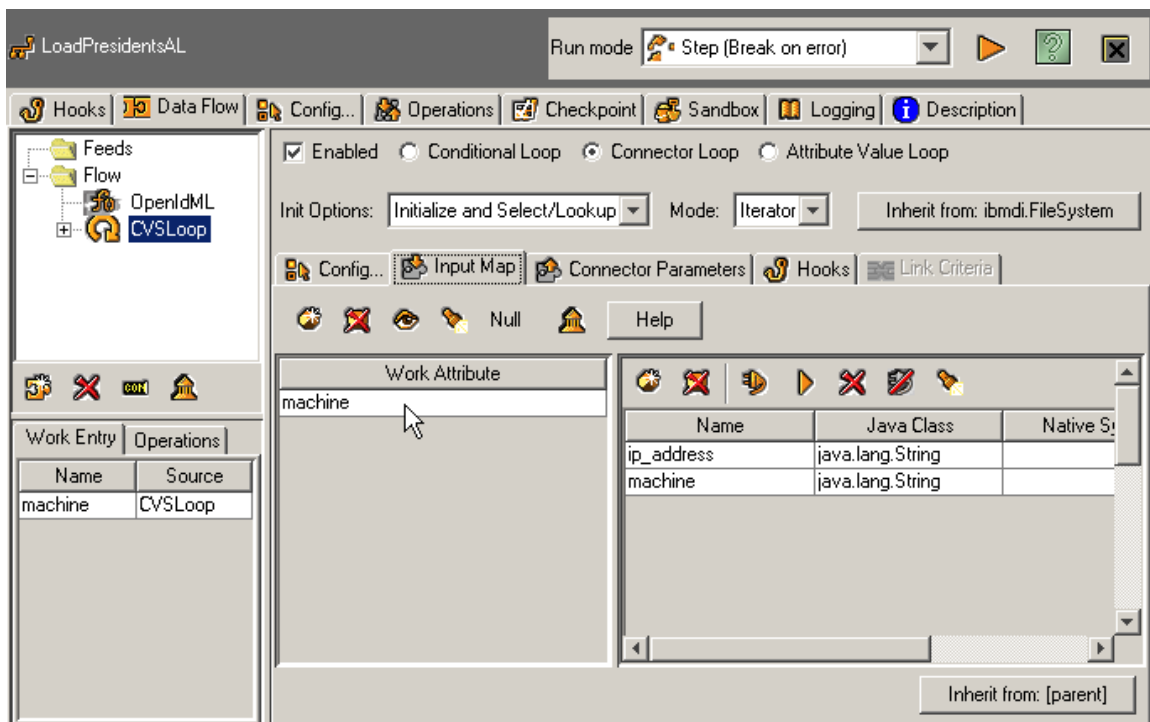 LoadPresidentsAL Run mode Step (Break on error)
Hooks Data Flow Config... Operations Checkpoint Sandbox Logging Description
Feeds
Flow
OpenIdML
CVSLoop
Enabled Conditional Loop Connector Loop Attribute Value Loop
Init Options: Initialize and Select/Lookup Mode: Iterator Inherit from: ibmdi.FileSystem
Config... Input Map Connector Parameters Hooks Link Criteria
Null Help
Work Attribute
machine
Name Java Class Native Sy
ip_address java.lang.String
machine java.lang.String
Work Entry Operations
Name Source
machine CVSLoop
Inherit from: [parent]